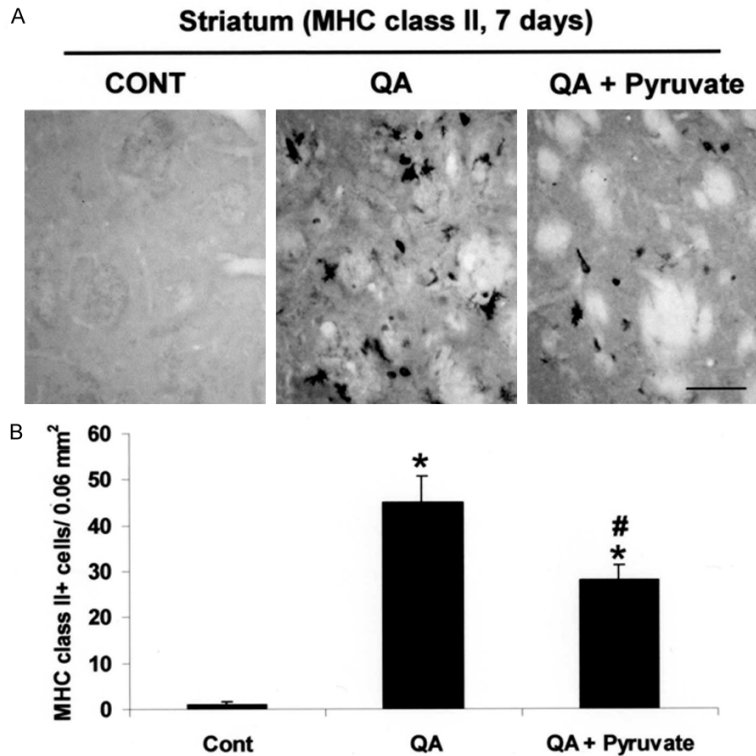 A
Striatum (MHC class II, 7 days)
CONT QA QA + Pyruvate
B
MHC class II+ cells/ 0.06 mm²
60
50
40
30
20
10
0
*
#
*
Cont QA QA + Pyruvate